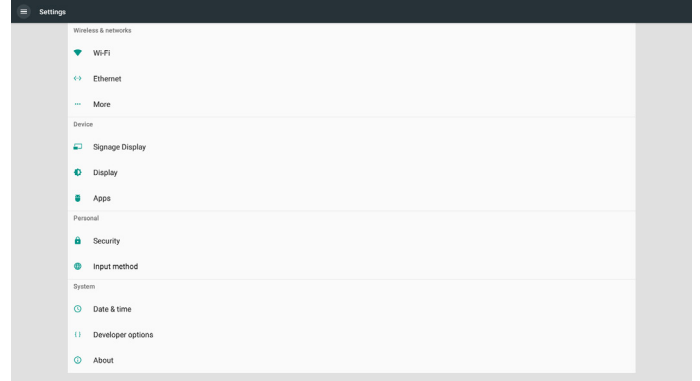 Settings
Wireless & networks
Wi-Fi
Ethernet
More
Device
Signage Display
Display
Apps
Personal
Security
Input method
System
Date & time
Developer options
About